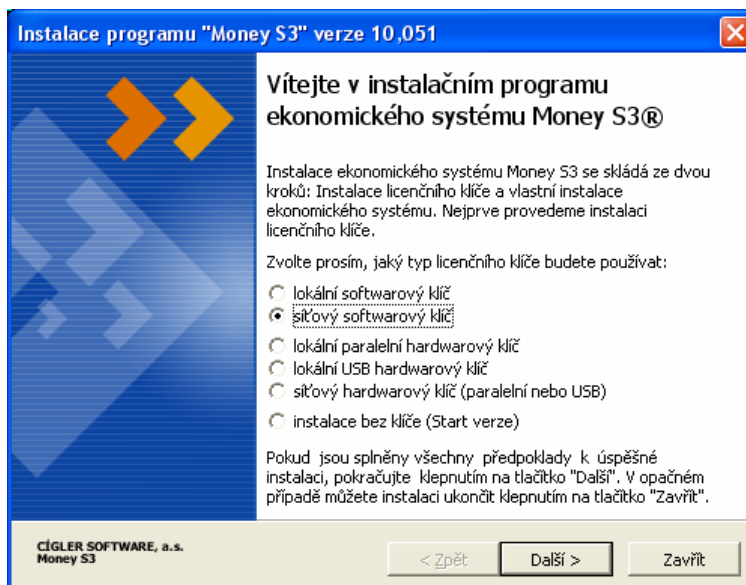 Instalace programu "Money S3" verze 10,051
Vítejte v instalačním programu
ekonomického systému Money S3®
Instalace ekonomického systému Money S3 se skládá ze dvou
kroků: Instalace licenčního klíče a vlastní instalace
ekonomického systému. Nejprve provedeme instalaci
licenčního klíče.
Zvolte prosím, jaký typ licenčního klíče budete používat:
lokální softwarový klíč
síťový softwarový klíč
lokální paralelní hardwarový klíč
lokální USB hardwarový klíč
síťový hardwarový klíč (paralelní nebo USB)
instalace bez klíče (Start verze)
Pokud jsou splněny všechny předpoklady k úspěšné
instalaci, pokračujte klepnutím na tlačítko "Další". V opačném
případě můžete instalaci ukončit klepnutím na tlačítko "Zavřít".
CÍGLER SOFTWARE, a.s.
Money S3
< Zpět
Další >
Zavřít